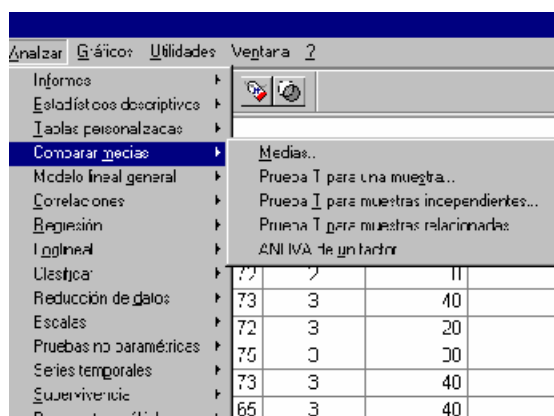 Analizar Gráficos Utilidades Ventana ?
Informes
Estadísticos descriptivos
Tablas personalizadas
Comparar medias
Modelo lineal general
Correlaciones
Regresión
Loglineal
Clasificar
Reducción de datos
Escalas
Pruebas no paramétricas
Series temporales
Supervivencia
Medias...
Prueba T para una muestra...
Prueba T para muestras independientes...
Prueba T para muestras relacionadas
ANOVA de un factor
72 2
73 3 40
72 3 20
75
73 3 40
65 3 40